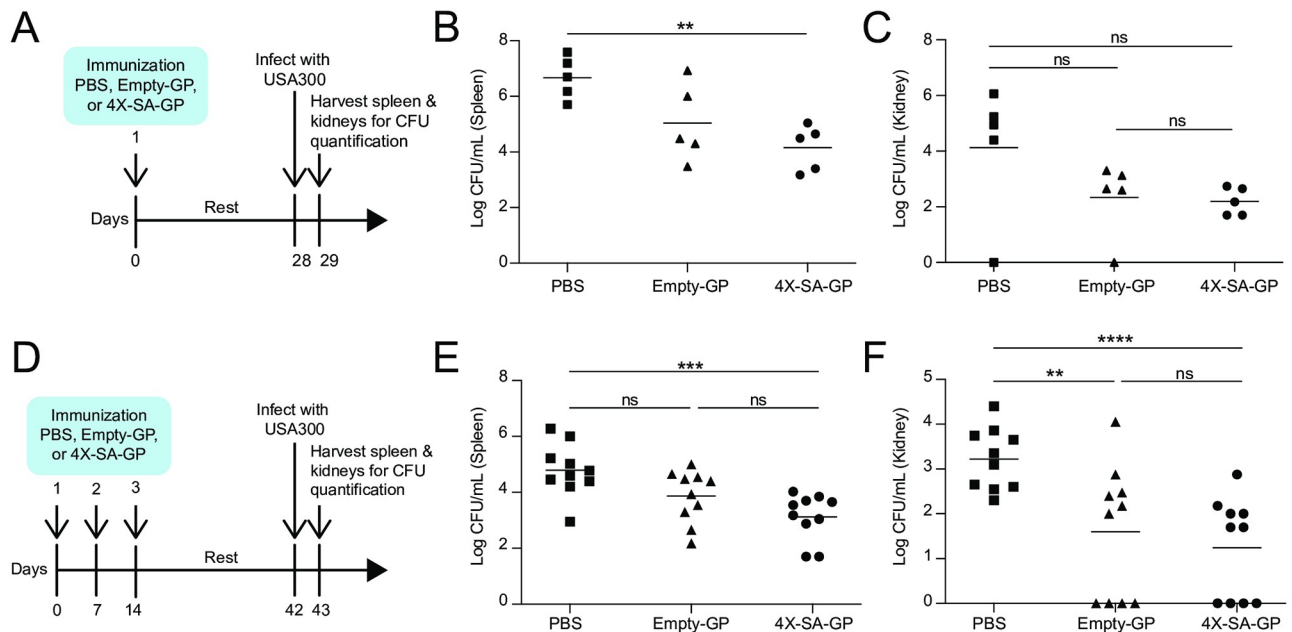 A
Immunization
PBS, Empty-GP,
or 4X-SA-GP
1
Infect with
USA300
Harvest spleen &
kidneys for CFU
quantification
Rest
Days
0
28
29
B
**
Log CFU/mL (Spleen)
8
6
4
2
0
PBS
Empty-GP
4X-SA-GP
C
ns
ns
ns
Log CFU/mL (Kidney)
8
6
4
2
0
PBS
Empty-GP
4X-SA-GP
D
Immunization
PBS, Empty-GP,
or 4X-SA-GP
1
2
3
Infect with
USA300
Harvest spleen &
kidneys for CFU
quantification
Rest
Days
0
7
14
42
43
E
***
ns
ns
Log CFU/mL (Spleen)
8
6
4
2
0
PBS
Empty-GP
4X-SA-GP
F
****
**
ns
Log CFU/mL (Kidney)
5
4
3
2
1
0
PBS
Empty-GP
4X-SA-GP